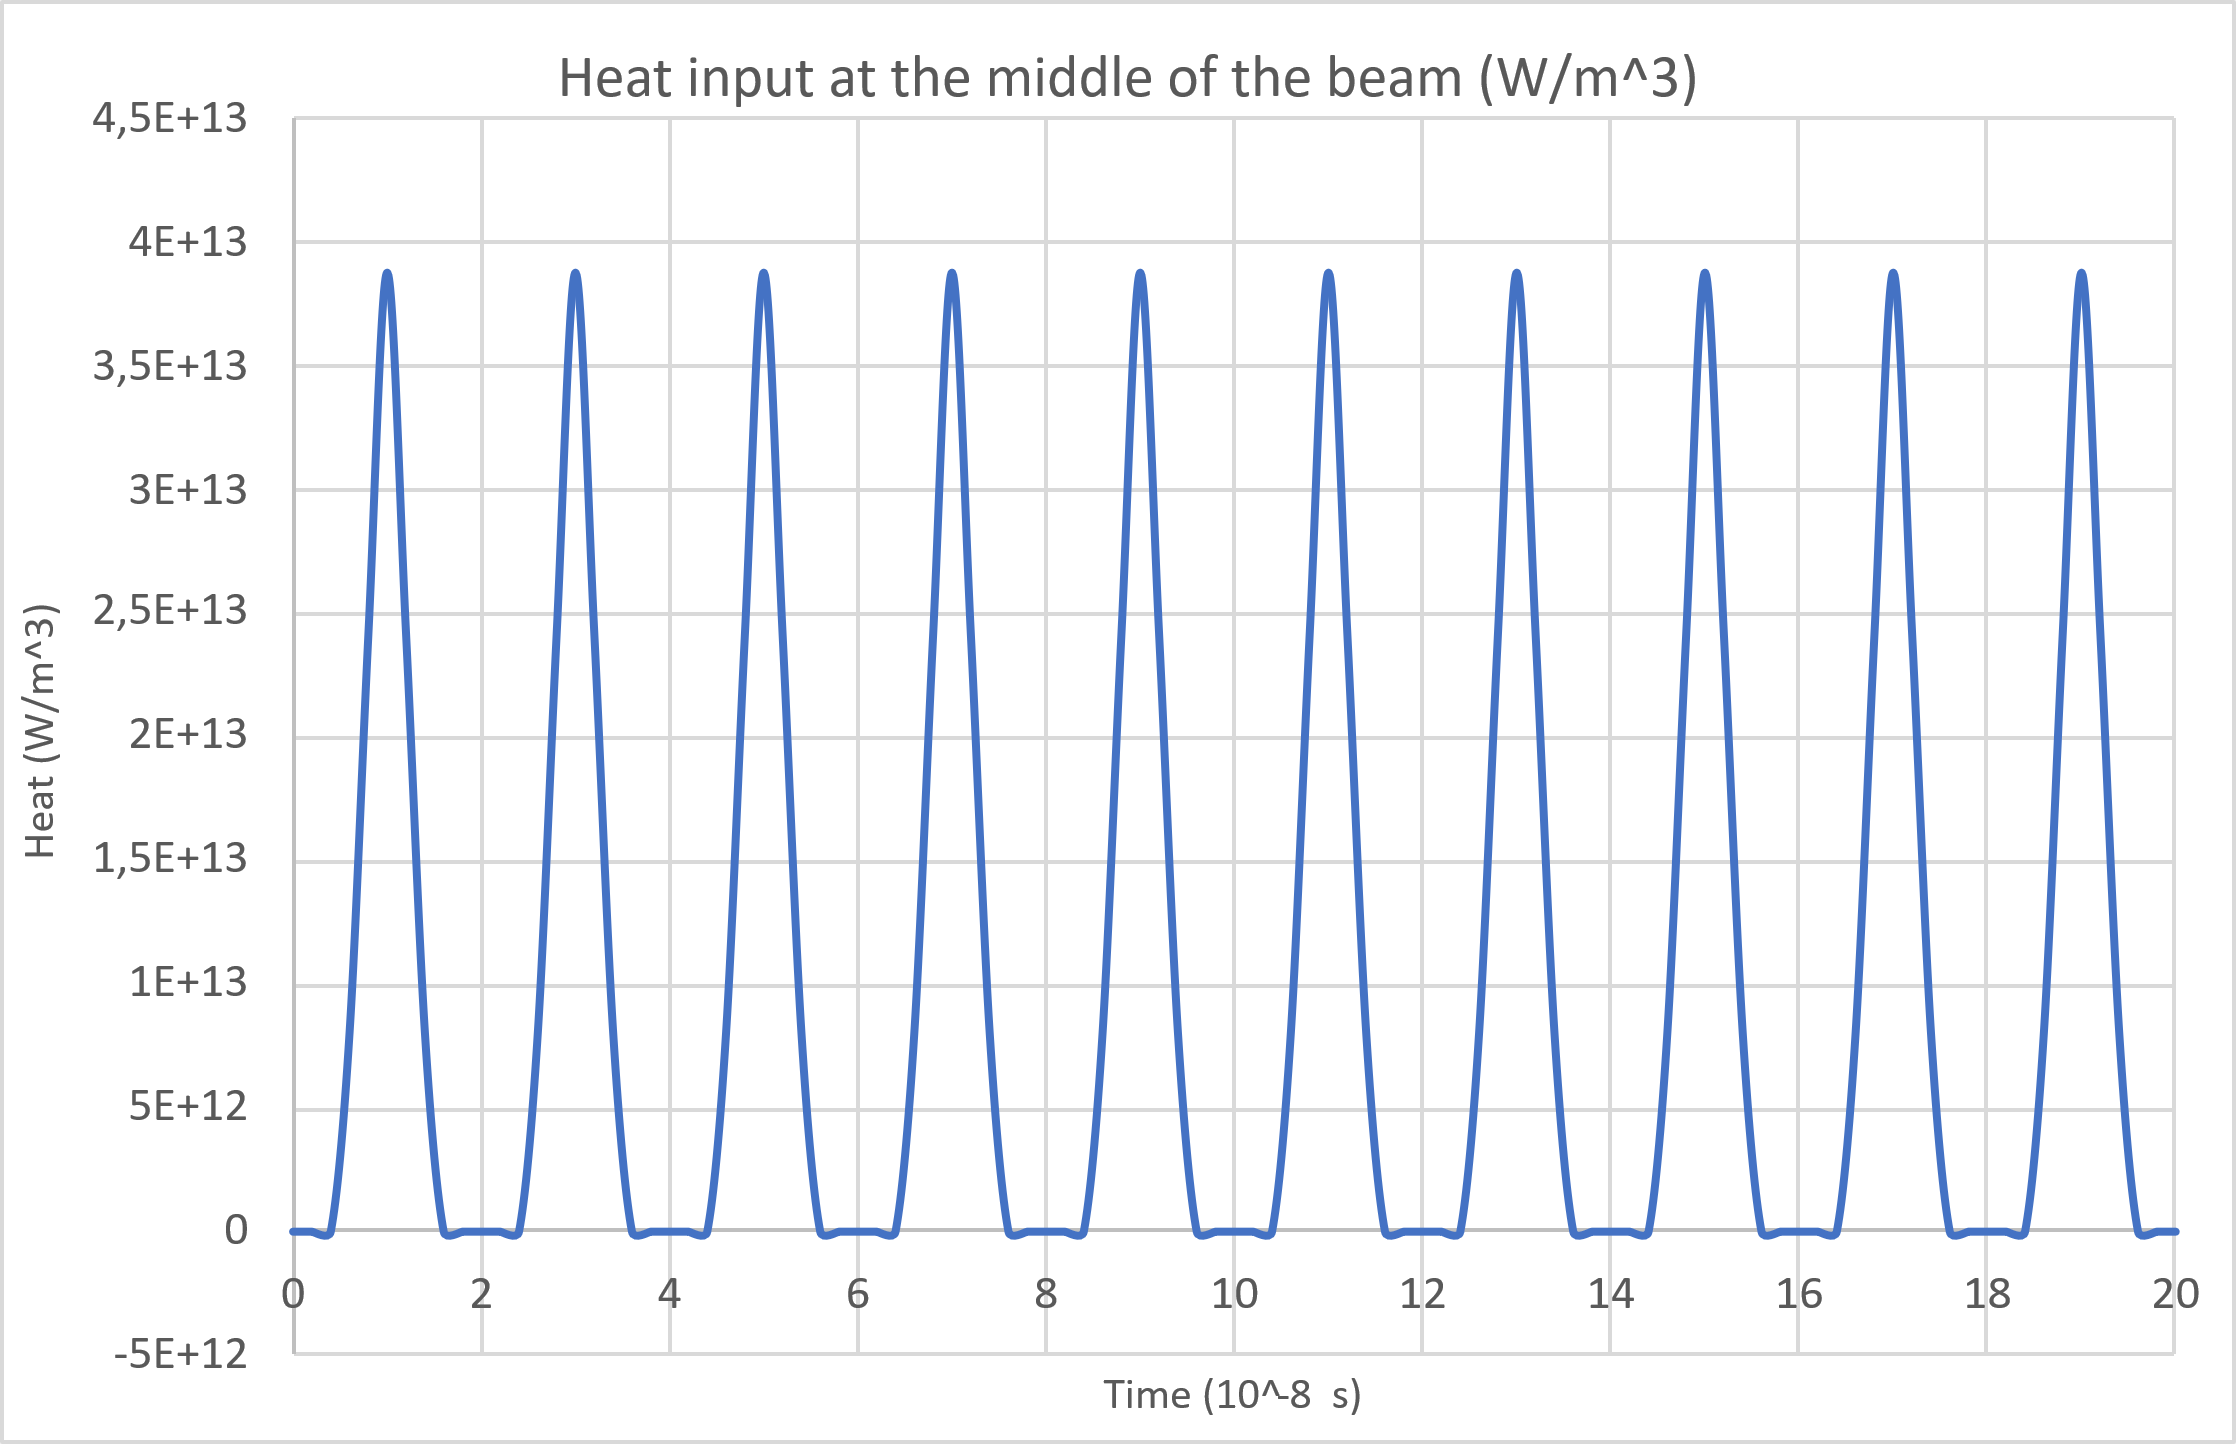 Heat input at the middle of the beam (W/m^3)
4,5E+13
4E+13
3,5E+13
3E+13
2,5E+13
2E+13
1,5E+13
1E+13
5E+12
0
-5E+12
Heat (W/m^3)
0 2 4 6 8 10 12 14 16 18 20
Time (10^-8 s)